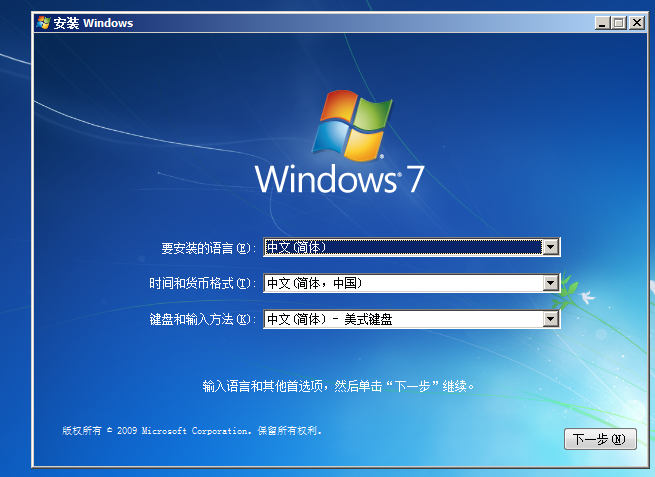 安装 Windows
Windows® 7
要安装的语言(E): 中文(简体)
时间和货币格式(T): 中文(简体，中国)
键盘和输入方法(K): 中文(简体) - 美式键盘
输入语言和其他首选项，然后单击“下一步”继续。
版权所有 © 2009 Microsoft Corporation。保留所有权利。
下一步(N)